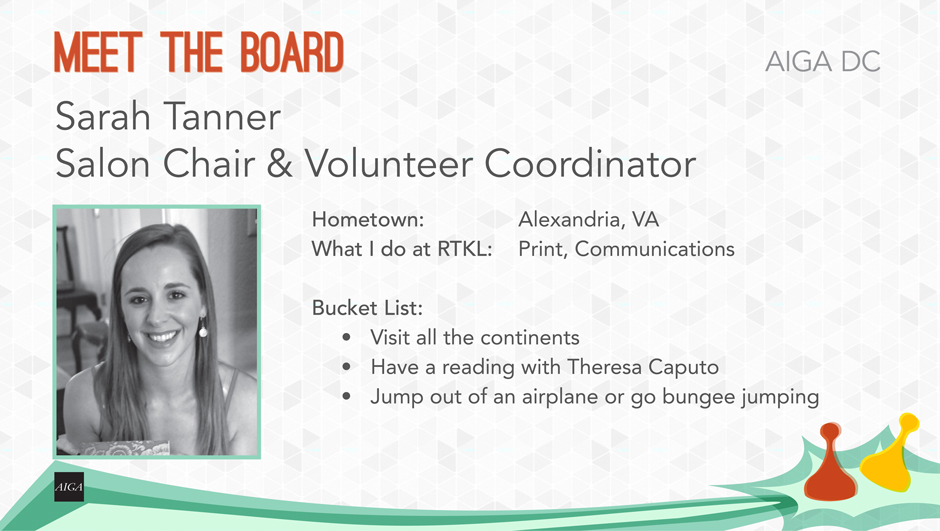 MEET THE BOARD
AIGA DC
Sarah Tanner
Salon Chair & Volunteer Coordinator
Hometown: Alexandria, VA
What I do at RTKL: Print, Communications
Bucket List:
• Visit all the continents
• Have a reading with Theresa Caputo
• Jump out of an airplane or go bungee jumping
AIGA